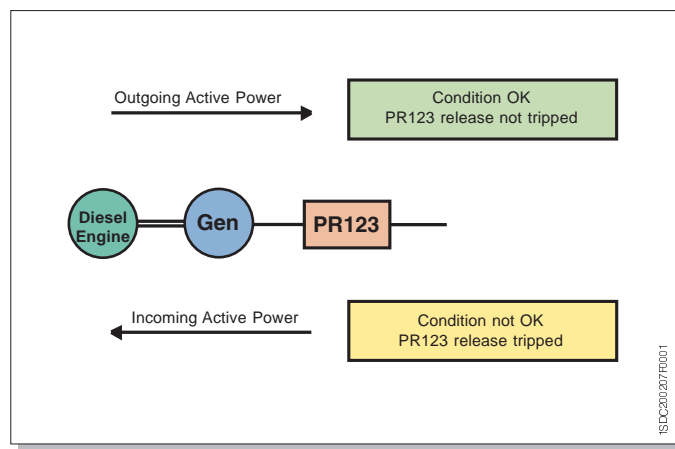 Outgoing Active Power
Condition OK
PR123 release not tripped
Diesel
Engine
Gen
PR123
Incoming Active Power
Condition not OK
PR123 release tripped
1SDC200207F0001